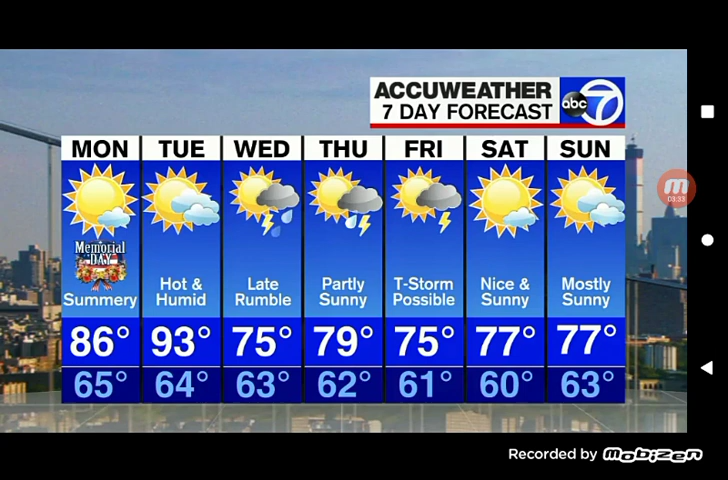 ACCUWEATHER
7 DAY FORECAST
abc 7
MON TUE WED THU FRI SAT SUN
Memorial
DAY
Summery
Hot &
Humid
Late
Rumble
Partly
Sunny
T-Storm
Possible
Nice &
Sunny
Mostly
Sunny
86° 93° 75° 79° 75° 77° 77°
65° 64° 63° 62° 61° 60° 63°
03:33
Recorded by Mobizen